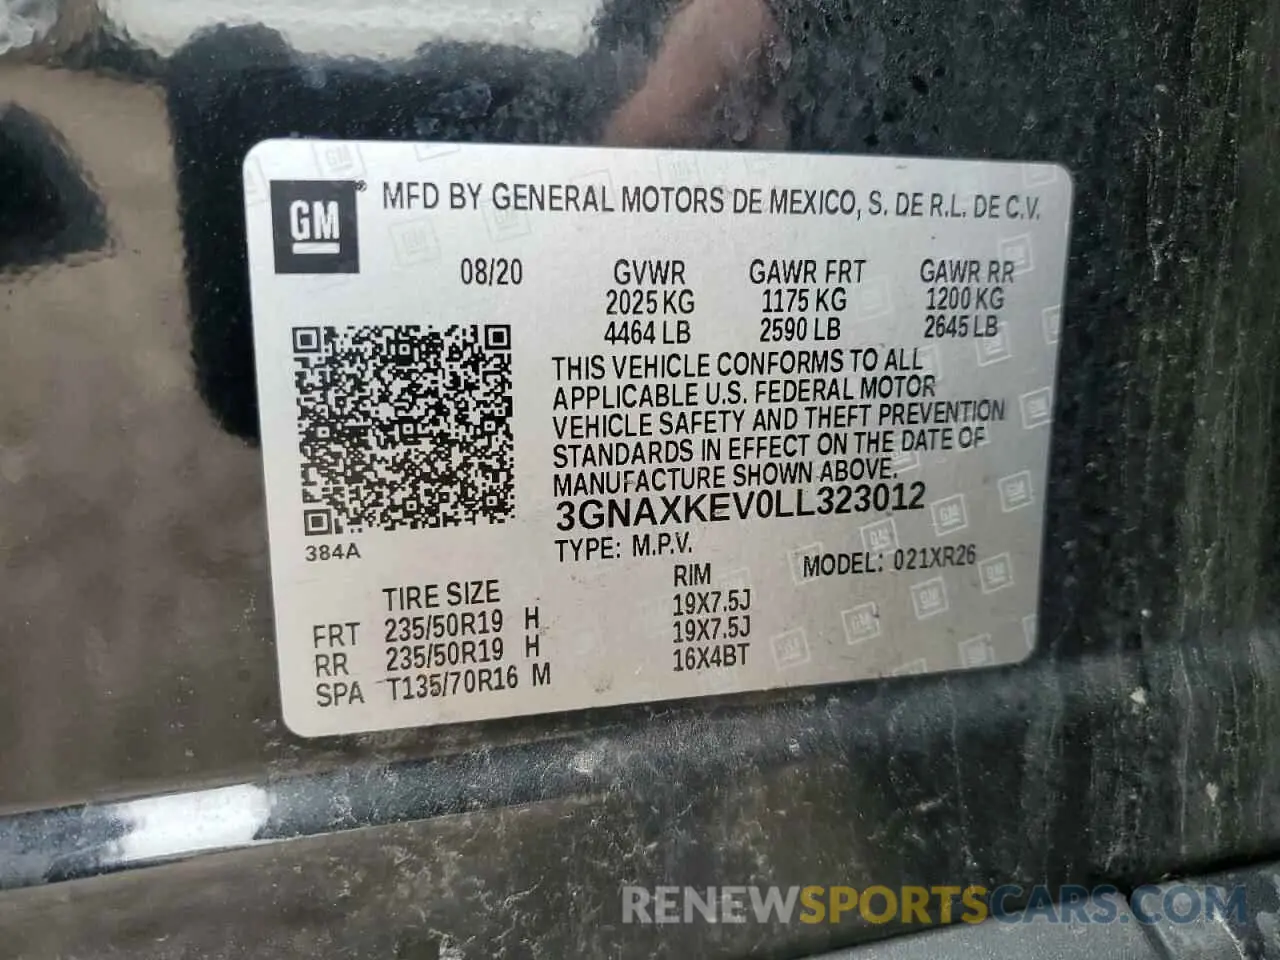 GM ® MFD BY GENERAL MOTORS DE MEXICO, S. DE R.L. DE C.V.
08/20 GVWR GAWR FRT GAWR RR
2025 KG 1175 KG 1200 KG
4464 LB 2590 LB 2645 LB
THIS VEHICLE CONFORMS TO ALL
APPLICABLE U.S. FEDERAL MOTOR
VEHICLE SAFETY AND THEFT PREVENTION
STANDARDS IN EFFECT ON THE DATE OF
MANUFACTURE SHOWN ABOVE.
3GNAXKEV0LL323012
384A
TYPE: M.P.V. MODEL: 021XR26
TIRE SIZE RIM
FRT 235/50R19 H 19X7.5J
RR 235/50R19 H 19X7.5J
SPA T135/70R16 M 16X4BT
RENEWSPORTSCARS.COM